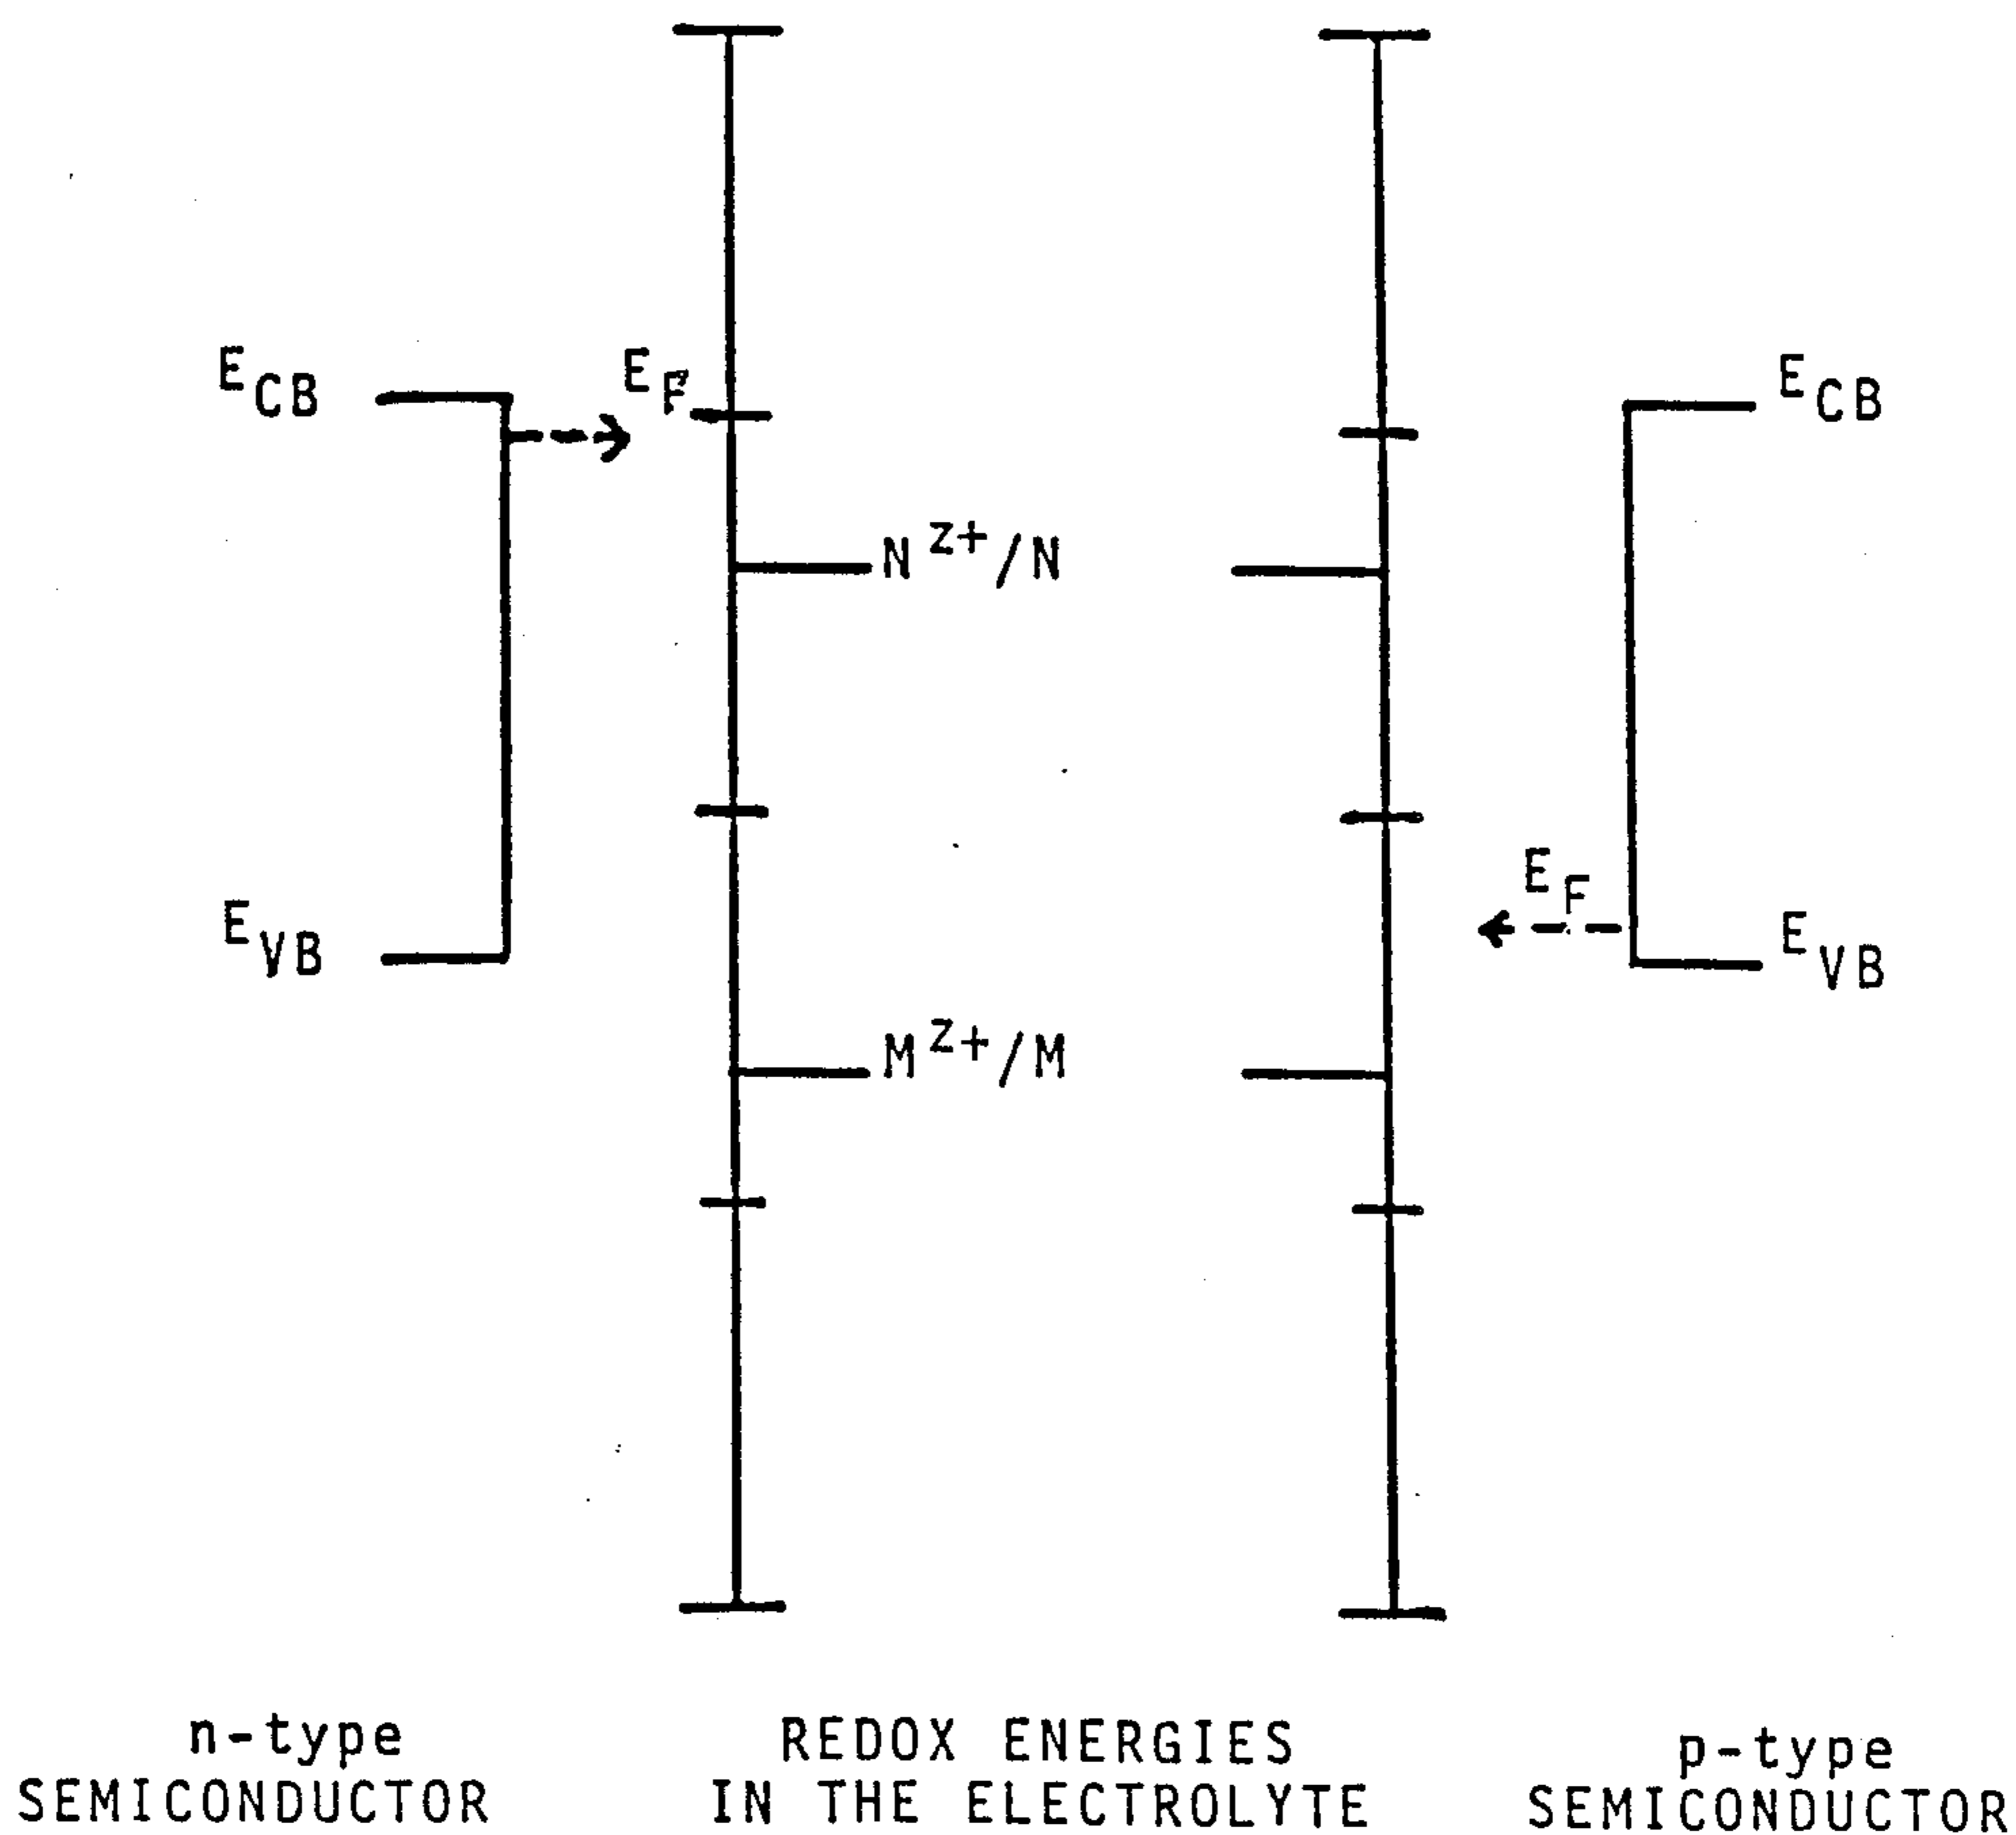 E_CB
E_F
E_CB
N^Z+/N
E_VB
E_F
E_VB
M^Z+/M
n-type
SEMICONDUCTOR
REDOX ENERGIES
IN THE ELECTROLYTE
p-type
SEMICONDUCTOR